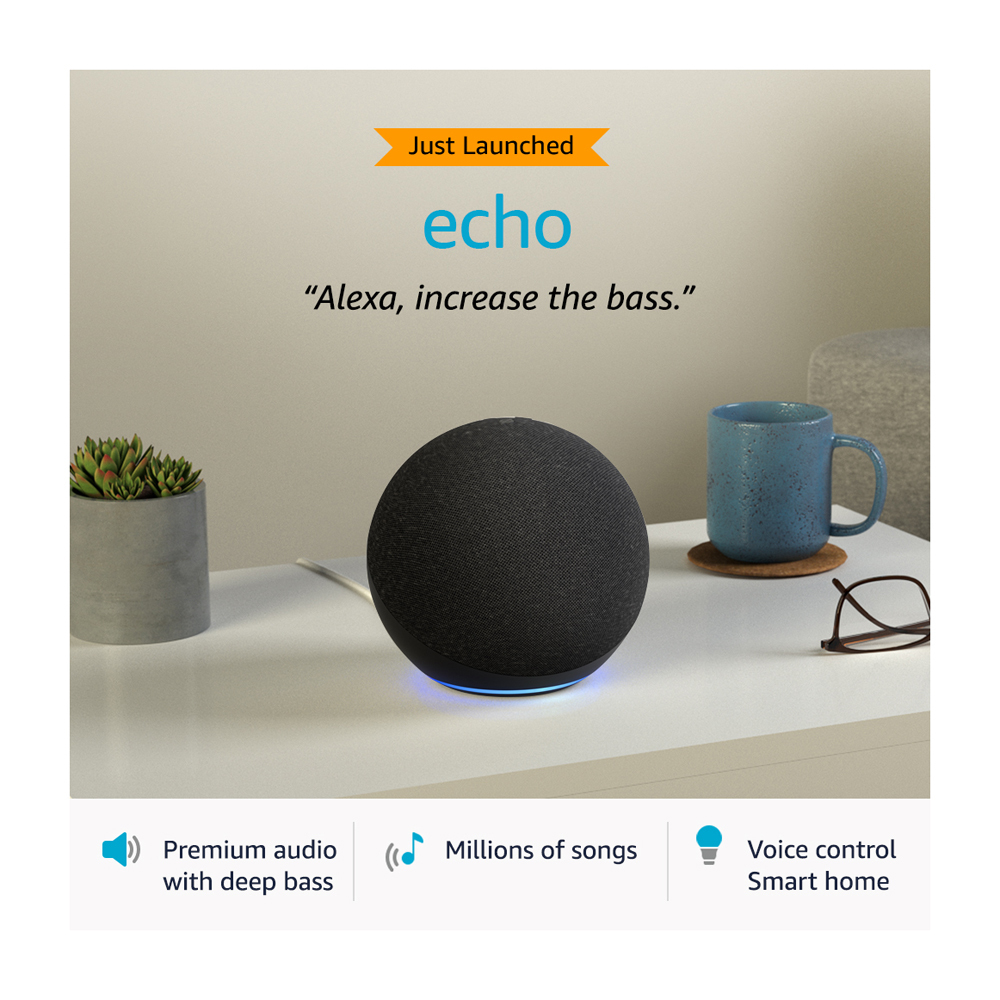 Just Launched
echo
“Alexa, increase the bass.”
Premium audio
with deep bass
Millions of songs
Voice control
Smart home